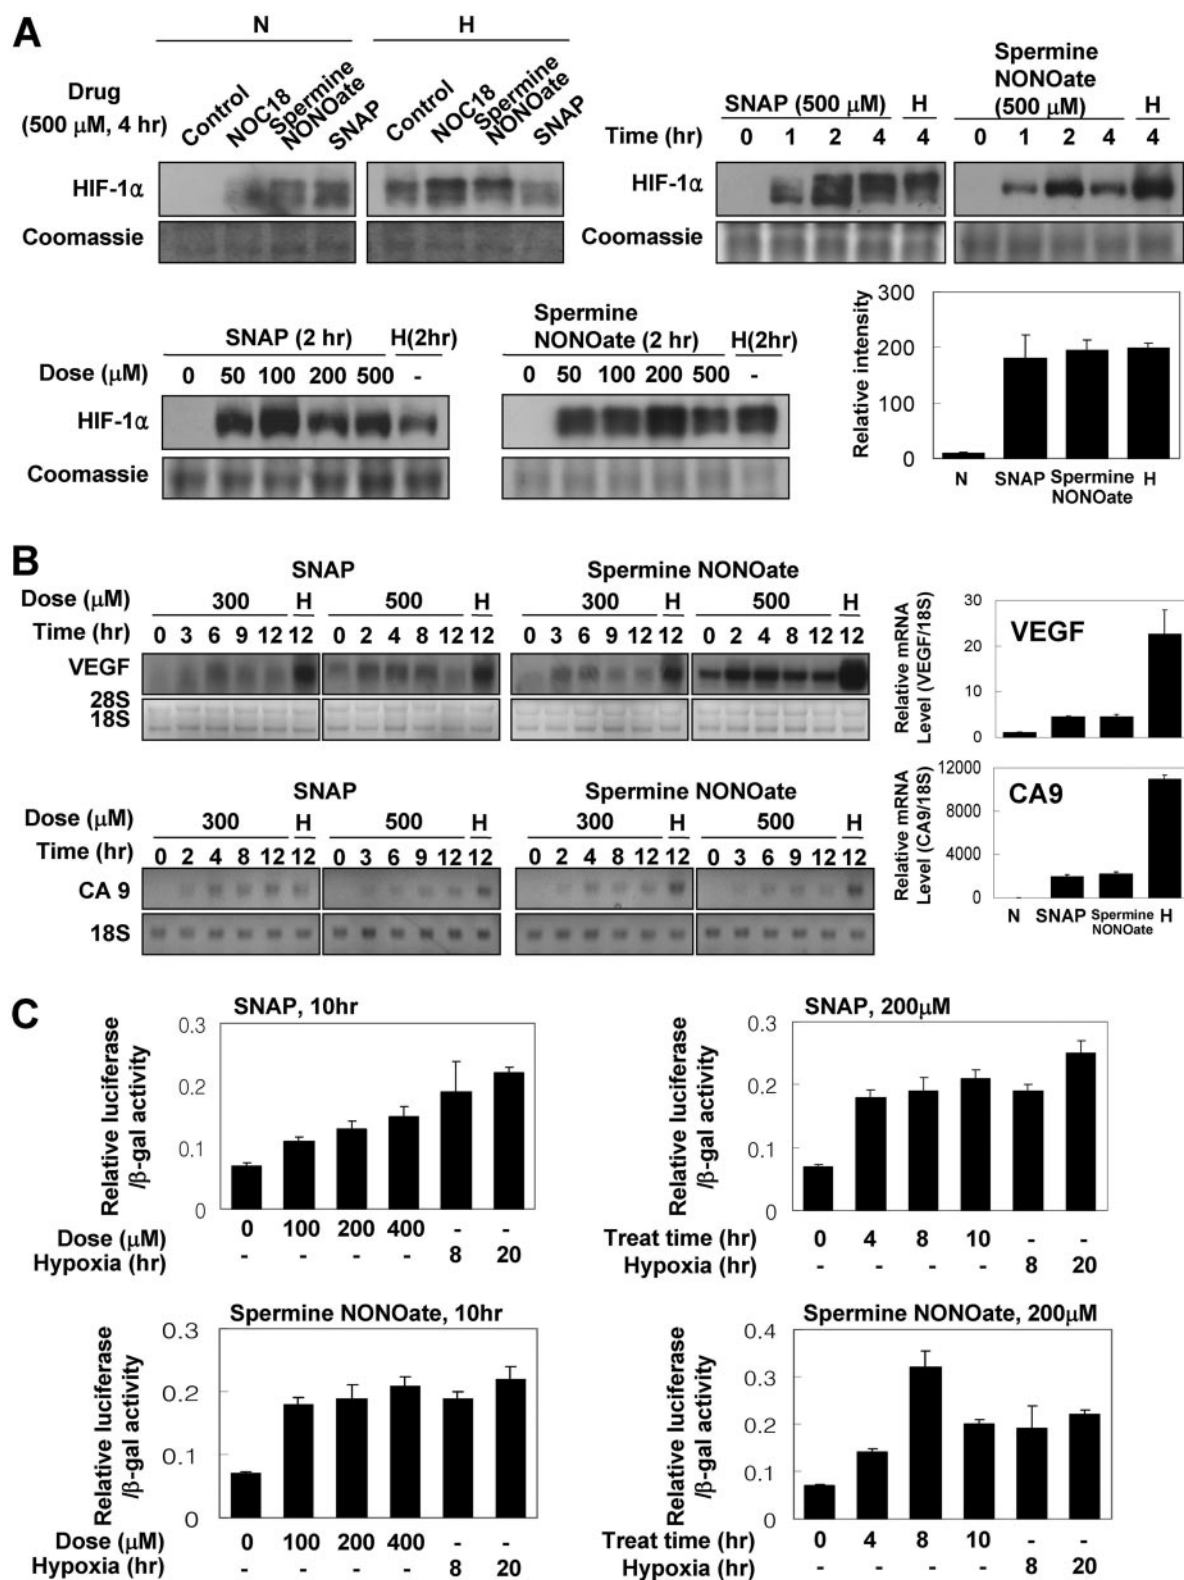 A
N
H
Drug
(500 μM, 4 hr)
Control
NOC18
Spermine
NONOate
SNAP
Control
NOC18
Spermine
NONOate
SNAP
HIF-1α
Coomassie
SNAP (500 μM) H
Spermine
NONOate
(500 μM) H
Time (hr) 0 1 2 4 4 0 1 2 4 4
HIF-1α
Coomassie
SNAP (2 hr) H(2hr)
Dose (μM) 0 50 100 200 500 -
HIF-1α
Coomassie
Spermine
NONOate (2 hr) H(2hr)
0 50 100 200 500 -
Relative intensity
300
200
100
0
N SNAP Spermine NONOate H
B
SNAP Spermine NONOate
Dose (μM) 300 H 500 H 300 H 500 H
Time (hr) 0 3 6 9 12 12 0 2 4 8 12 12 0 3 6 9 12 12 0 2 4 8 12 12
VEGF
28S
18S
Relative mRNA
Level (VEGF/18S)
30
20
10
0
VEGF
SNAP Spermine NONOate
Dose (μM) 300 H 500 H 300 H 500 H
Time (hr) 0 2 4 8 12 12 0 3 6 9 12 12 0 2 4 8 12 12 0 3 6 9 12 12
CA 9
18S
Relative mRNA
Level (CA9/18S)
12000
8000
4000
0
CA9
N SNAP Spermine NONOate H
C
SNAP, 10hr
Relative luciferase
/β-gal activity
0.3
0.2
0.1
0
Dose (μM) 0 100 200 400 - -
Hypoxia (hr) - - - - 8 20
SNAP, 200μM
Relative luciferase
/β-gal activity
0.3
0.2
0.1
0
Treat time (hr) 0 4 8 10 - -
Hypoxia (hr) - - - - 8 20
Spermine NONOate, 10hr
Relative luciferase
/β-gal activity
0.3
0.2
0.1
0
Dose (μM) 0 100 200 400 - -
Hypoxia (hr) - - - - 8 20
Spermine NONOate, 200μM
Relative luciferase
/β-gal activity
0.4
0.3
0.2
0.1
0
Treat time (hr) 0 4 8 10 - -
Hypoxia (hr) - - - - 8 20